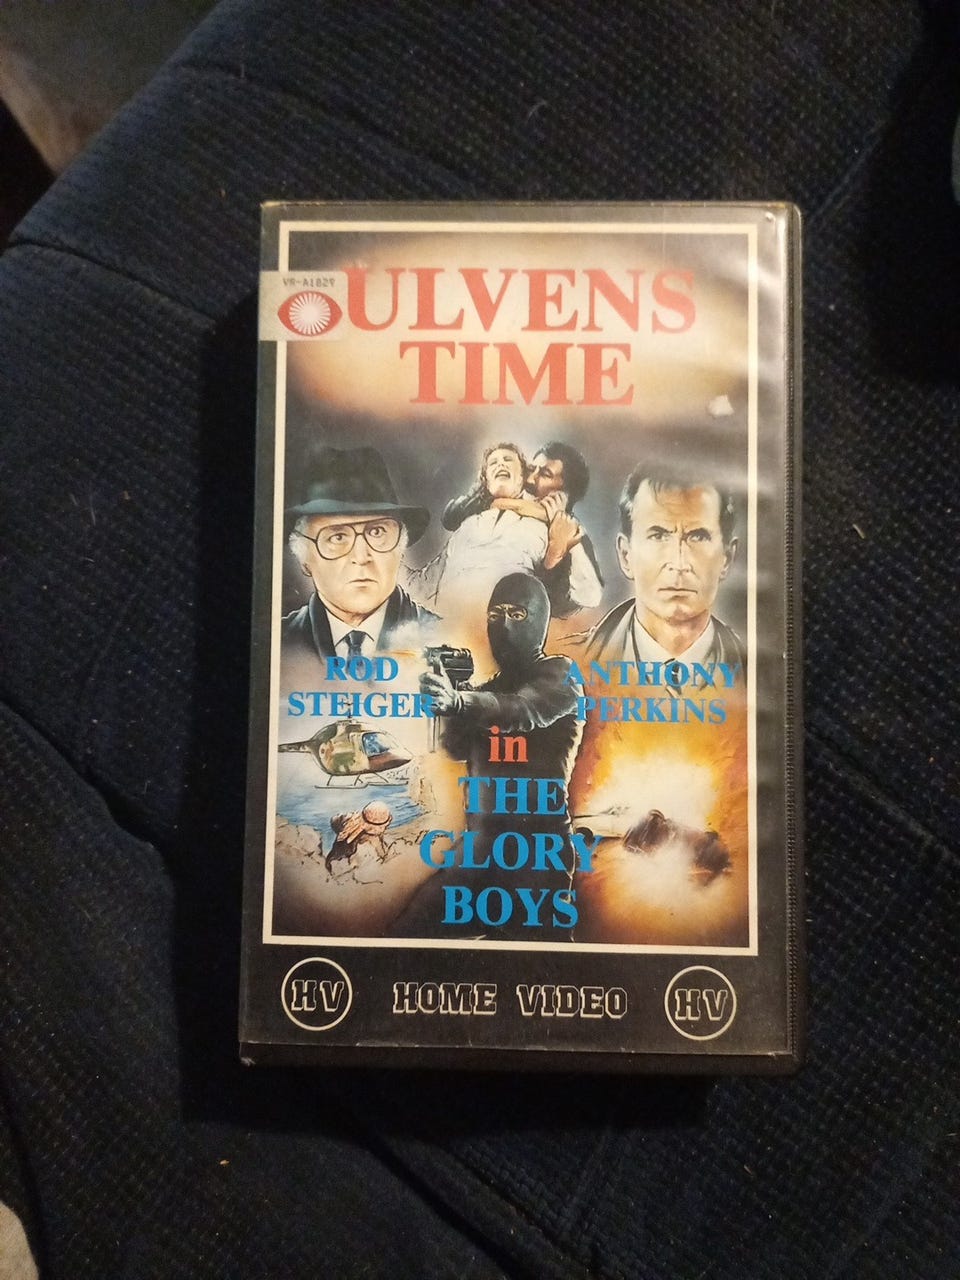 VR-A1829
ULVENS
TIME
ROD
STEIGER
ANTHONY
PERKINS
in
THE
GLORY
BOYS
HV HOME VIDEO HV